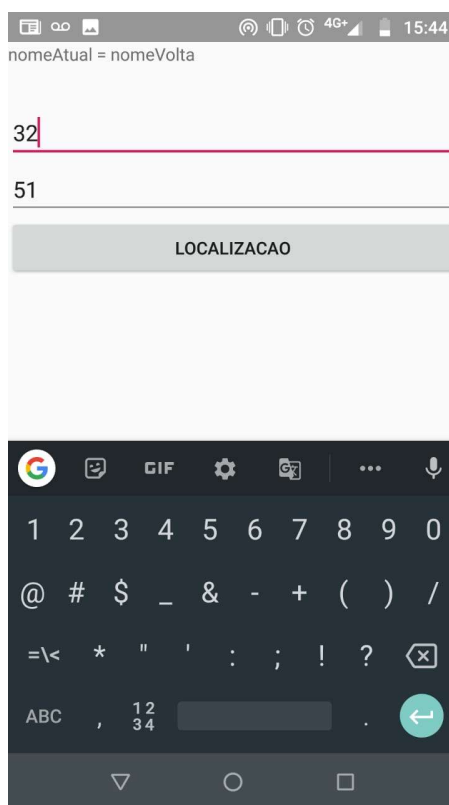 4G+ 15:44
nomeAtual = nomeVolta
32
51
LOCALIZACAO
G GIF G
1 2 3 4 5 6 7 8 9 0
@ # $ _ & - + ( ) /
=\< * " ' : ; ! ?
ABC , 12 .
34